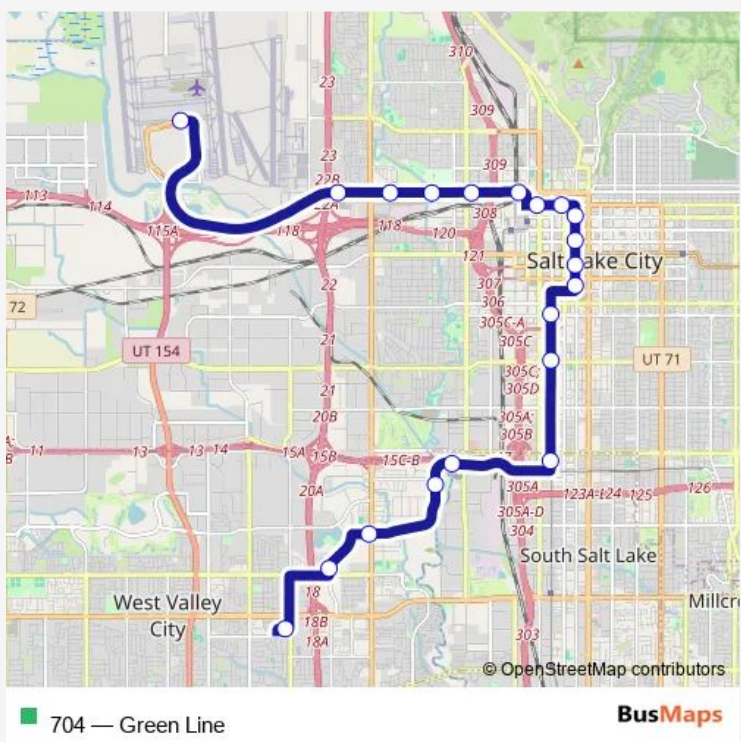 310
23
309
23
309
22B
22A
113
114
115A
118
118
120
308
121
Salt Lake City
307
306
22
72
305C-A
305C
UT 154
21
UT 71
305C;
305D
21
20B
305A;
305B
11
13
13
14
15A
15B
15C-B
17
20A
305A
123A-B
124
125
126
305A-D
304
South Salt Lake
West Valley
City
18
18B
18A
Millcr
303
© OpenStreetMap contributors
704 — Green Line
BusMaps